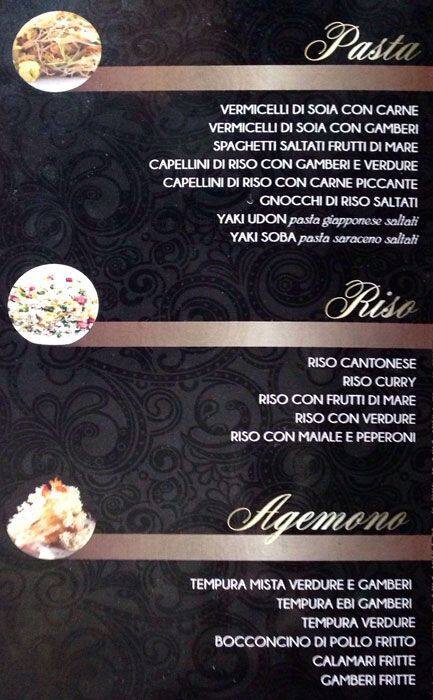 Pasta
VERMICELLI DI SOIA CON CARNE
VERMICELLI DI SOIA CON GAMBERI
SPAGHETTI SALTATI FRUTTI DI MARE
CAPELLINI DI RISO CON GAMBERI E VERDURE
CAPELLINI DI RISO CON CARNE PICCANTE
GNOCCHI DI RISO SALTATI
YAKI UDON pasta giapponese saltati
YAKI SOBA pasta saraceno saltati
Riso
RISO CANTONESE
RISO CURRY
RISO CON FRUTTI DI MARE
RISO CON VERDURE
RISO CON MAIALE E PEPERONI
Agemono
TEMPURA MISTA VERDURE E GAMBERI
TEMPURA EBI GAMBERI
TEMPURA VERDURE
BOCCONCINO DI POLLO FRITTO
CALAMARI FRITTE
GAMBERI FRITTE